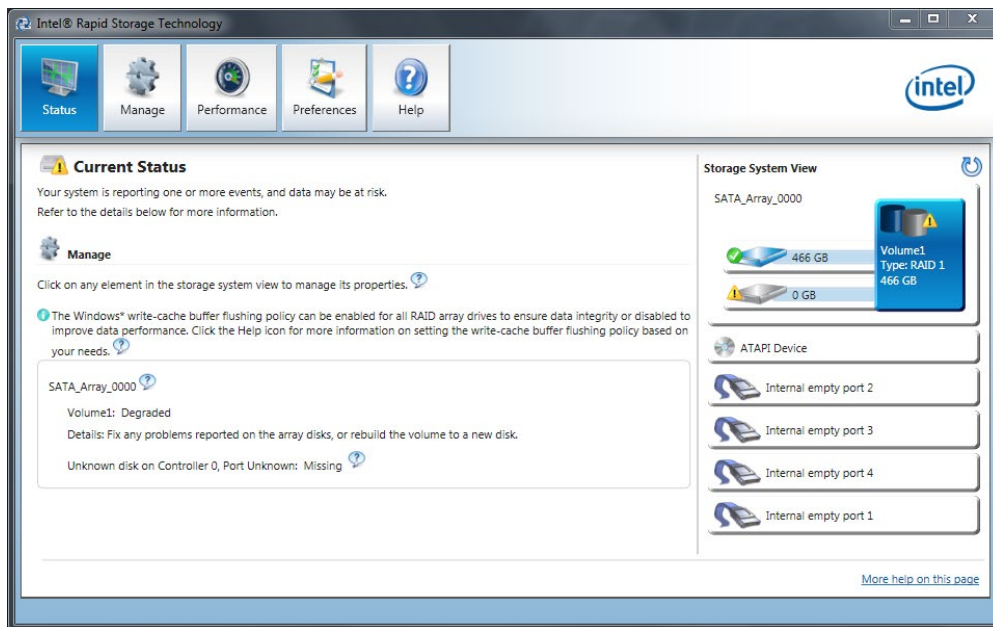 Intel® Rapid Storage Technology
Status
Manage
Performance
Preferences
Help
intel
Current Status
Your system is reporting one or more events, and data may be at risk.
Refer to the details below for more information.
Manage
Click on any element in the storage system view to manage its properties.
The Windows* write-cache buffer flushing policy can be enabled for all RAID array drives to ensure data integrity or disabled to
improve data performance. Click the Help icon for more information on setting the write-cache buffer flushing policy based on
your needs.
SATA_Array_0000
Volume1: Degraded
Details: Fix any problems reported on the array disks, or rebuild the volume to a new disk.
Unknown disk on Controller 0, Port Unknown: Missing
Storage System View
SATA_Array_0000
466 GB
0 GB
Volume1
Type: RAID 1
466 GB
ATAPI Device
Internal empty port 2
Internal empty port 3
Internal empty port 4
Internal empty port 1
More help on this page